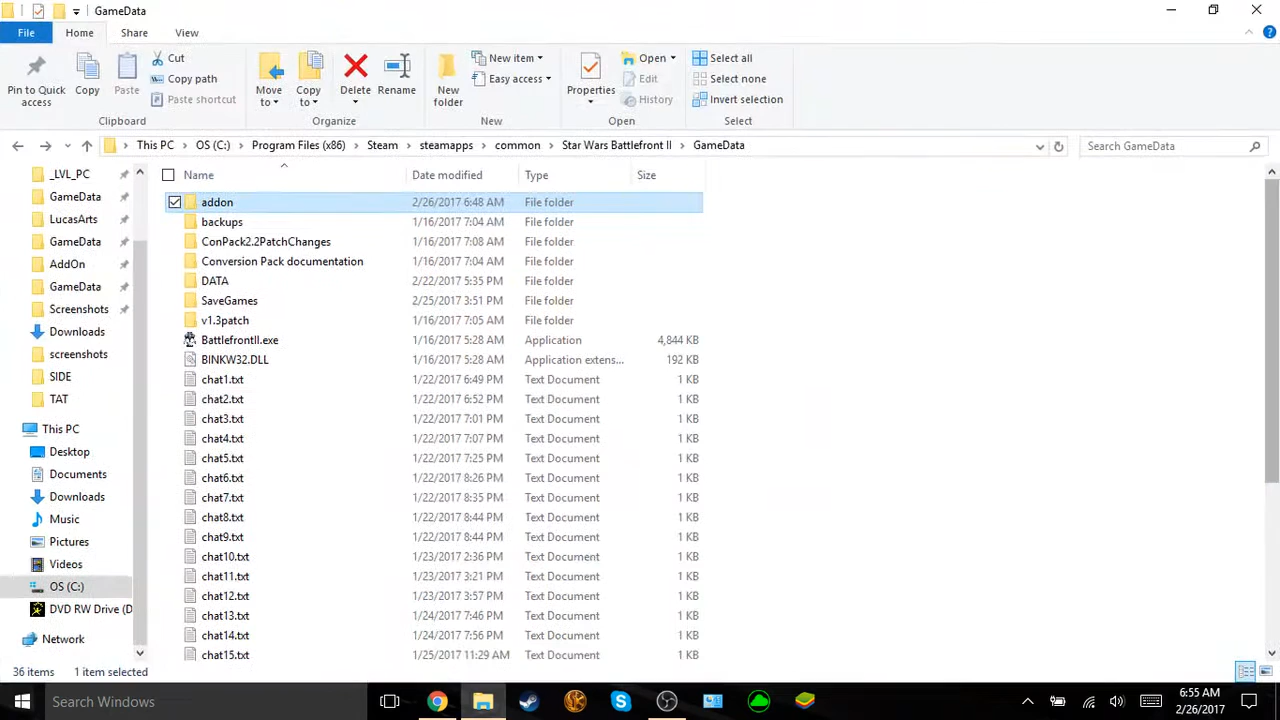 GameData
File Home Share View
Pin to Quick access
Copy
Paste
Cut
Copy path
Paste shortcut
Clipboard
Move to
Copy to
Delete
Rename
Organize
New folder
New item
Easy access
New
Properties
Open
Edit
History
Open
Select all
Select none
Invert selection
Select
This PC OS (C:) Program Files (x86) Steam steamapps common Star Wars Battlefront II GameData
Search GameData
_LVL_PC
GameData
LucasArts
GameData
AddOn
GameData
Screenshots
Downloads
screenshots
SIDE
TAT
This PC
Desktop
Documents
Downloads
Music
Pictures
Videos
OS (C:)
DVD RW Drive (D
Network
Name Date modified Type Size
addon 2/26/2017 6:48 AM File folder
backups 1/16/2017 7:04 AM File folder
ConPack2.2PatchChanges 1/16/2017 7:08 AM File folder
Conversion Pack documentation 1/16/2017 7:04 AM File folder
DATA 2/22/2017 5:35 PM File folder
SaveGames 2/25/2017 3:51 PM File folder
v1.3patch 1/16/2017 7:05 AM File folder
BattlefrontII.exe 1/16/2017 5:28 AM Application 4,844 KB
BINKW32.DLL 1/16/2017 5:28 AM Application extens... 192 KB
chat1.txt 1/22/2017 6:49 PM Text Document 1 KB
chat2.txt 1/22/2017 6:52 PM Text Document 1 KB
chat3.txt 1/22/2017 7:01 PM Text Document 1 KB
chat4.txt 1/22/2017 7:07 PM Text Document 1 KB
chat5.txt 1/22/2017 7:25 PM Text Document 1 KB
chat6.txt 1/22/2017 8:26 PM Text Document 1 KB
chat7.txt 1/22/2017 8:35 PM Text Document 1 KB
chat8.txt 1/22/2017 8:44 PM Text Document 1 KB
chat9.txt 1/22/2017 8:44 PM Text Document 1 KB
chat10.txt 1/23/2017 2:36 PM Text Document 1 KB
chat11.txt 1/23/2017 3:21 PM Text Document 1 KB
chat12.txt 1/23/2017 3:57 PM Text Document 1 KB
chat13.txt 1/24/2017 7:46 PM Text Document 1 KB
chat14.txt 1/24/2017 7:56 PM Text Document 1 KB
chat15.txt 1/25/2017 11:29 AM Text Document 1 KB
36 items 1 item selected
Search Windows
6:55 AM
2/26/2017